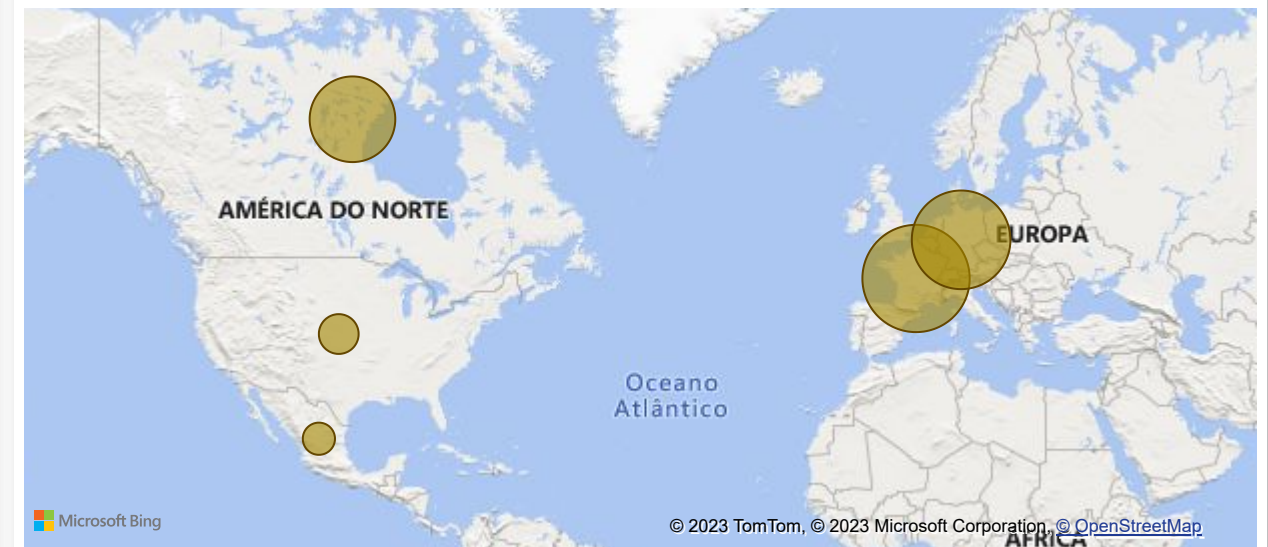 AMÉRICA DO NORTE
EUROPA
Oceano
Atlântico
Microsoft Bing
© 2023 TomTom, © 2023 Microsoft Corporation, © OpenStreetMap
ÁFRICA